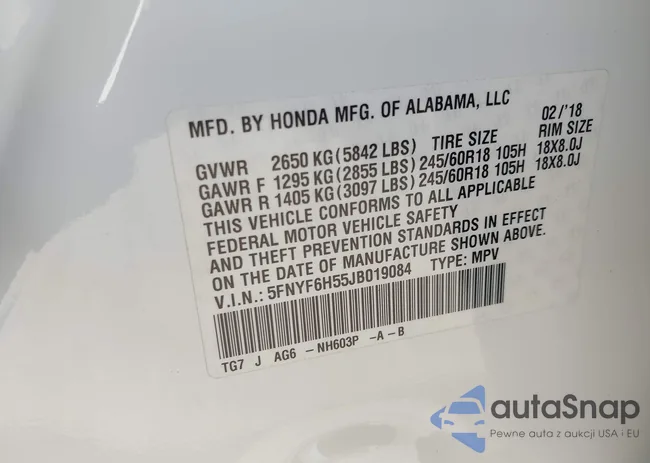 MFD. BY HONDA MFG. OF ALABAMA, LLC 02/'18
GVWR 2650 KG(5842 LBS) TIRE SIZE RIM SIZE
GAWR F 1295 KG(2855 LBS) 245/60R18 105H 18X8.0J
GAWR R 1405 KG(3097 LBS) 245/60R18 105H 18X8.0J
THIS VEHICLE CONFORMS TO ALL APPLICABLE
FEDERAL MOTOR VEHICLE SAFETY
AND THEFT PREVENTION STANDARDS IN EFFECT
ON THE DATE OF MANUFACTURE SHOWN ABOVE.
V.I.N.: 5FNYF6H55JB019084 TYPE: MPV
TG7 J AG6 -NH603P -A-B
autaSnap
Pewne auta z aukcji USA i EU